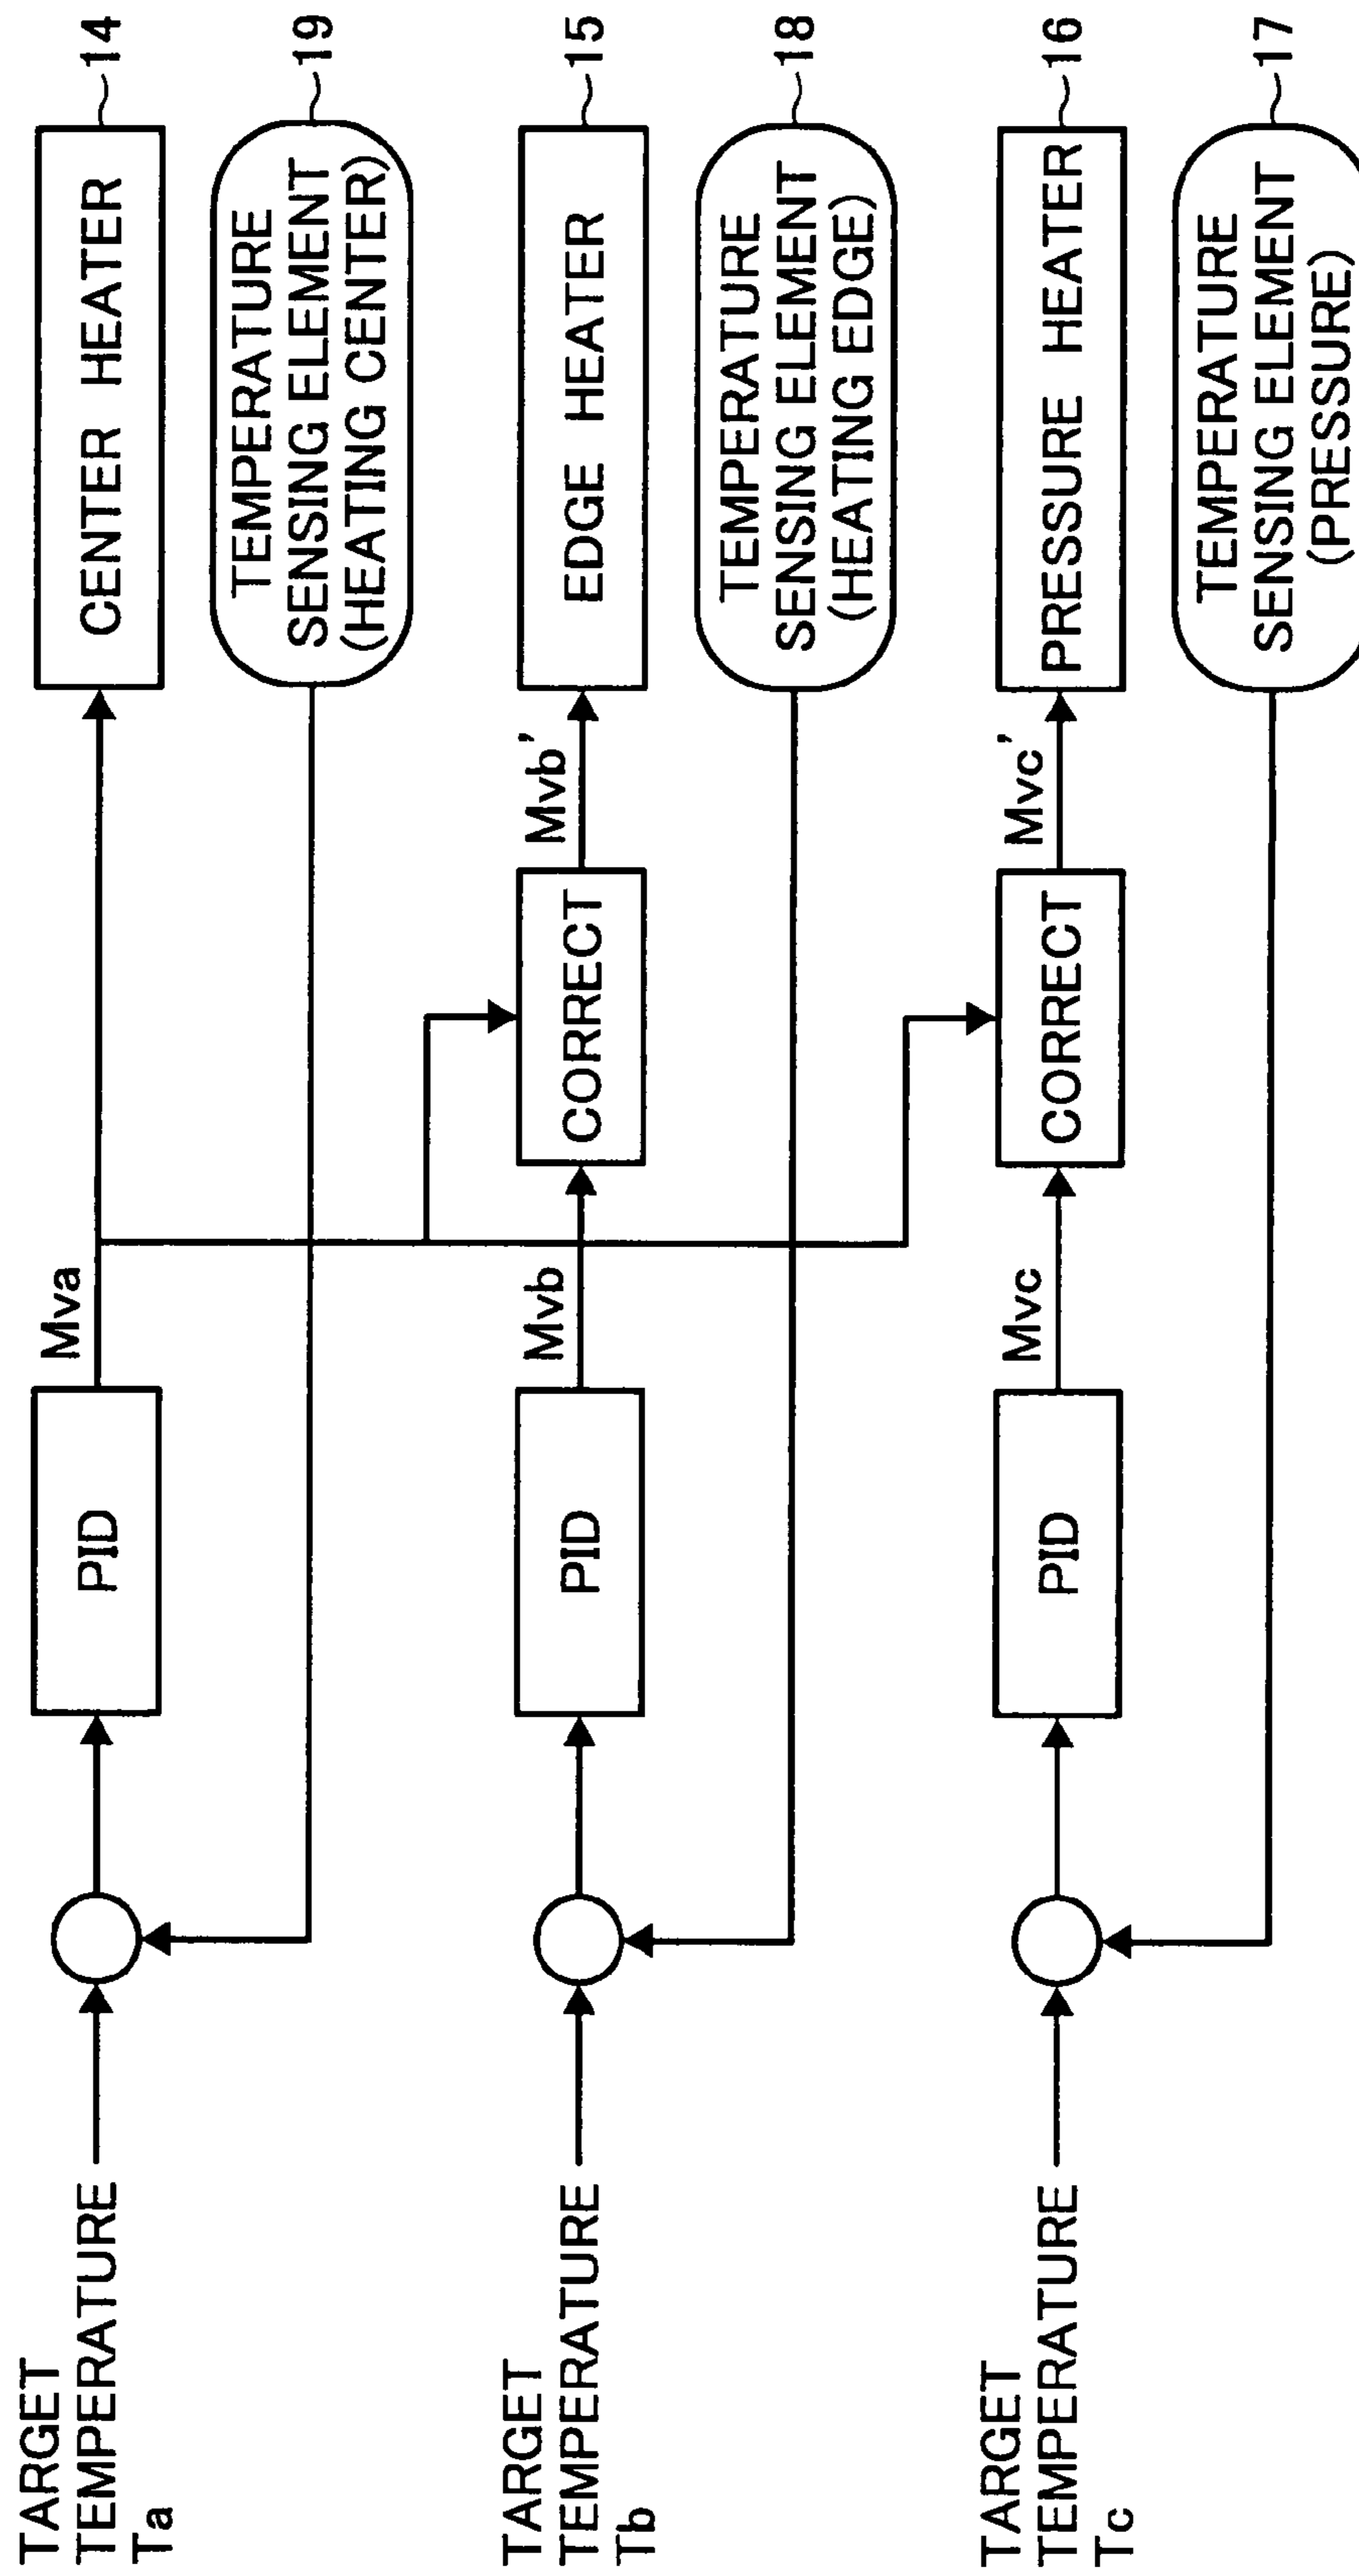 TARGET
TEMPERATURE
Ta
PID
Mva
CENTER HEATER
14
TEMPERATURE
SENSING ELEMENT
(HEATING CENTER)
19
TARGET
TEMPERATURE
Tb
PID
Mvb
CORRECT
Mvb'
EDGE HEATER
15
TEMPERATURE
SENSING ELEMENT
(HEATING EDGE)
18
TARGET
TEMPERATURE
Tc
PID
Mvc
CORRECT
Mvc'
PRESSURE HEATER
16
TEMPERATURE
SENSING ELEMENT
(PRESSURE)
17